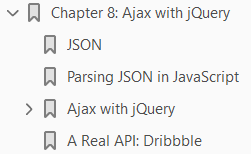 Chapter 8: Ajax with jQuery
JSON
Parsing JSON in JavaScript
Ajax with jQuery
A Real API: Dribbble